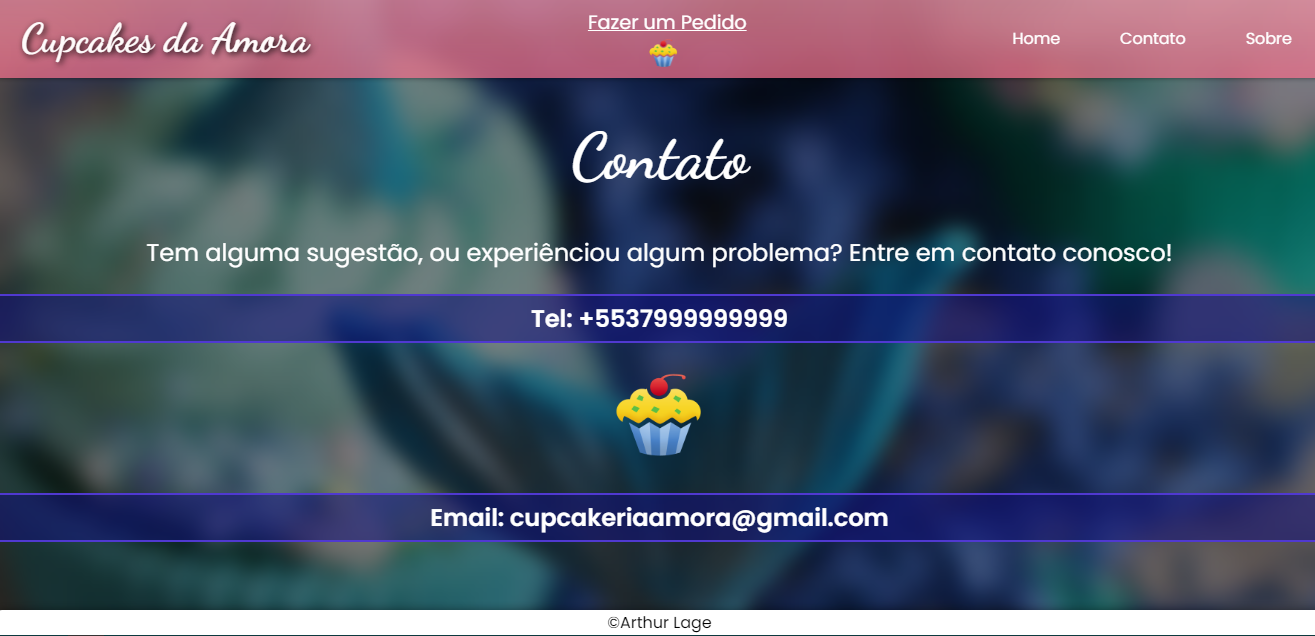 Cupcakes da Amora
Fazer um Pedido
Home
Contato
Sobre
Contato
Tem alguma sugestão, ou experiênciou algum problema? Entre em contato conosco!
Tel: +5537999999999
Email: cupcakeriaamora@gmail.com
©Arthur Lage